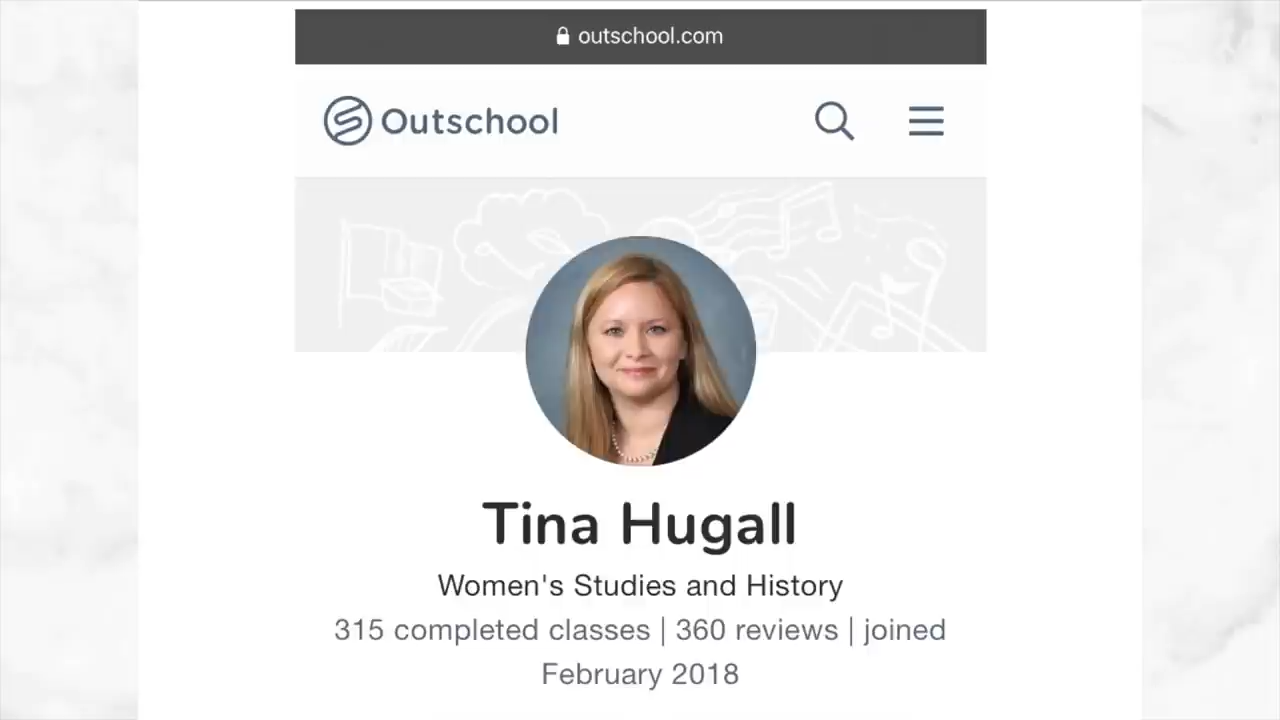 outschool.com
Outschool
Tina Hugall
Women's Studies and History
315 completed classes | 360 reviews | joined
February 2018